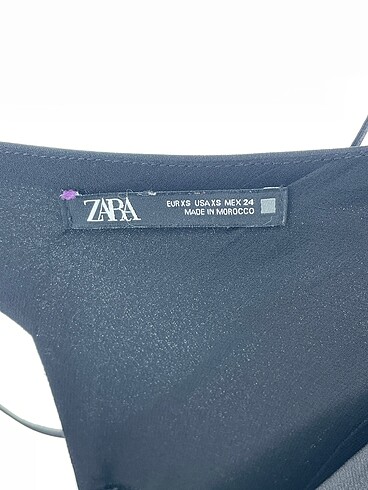 ZARA
EUR XS USA XS MEX 24
MADE IN MOROCCO